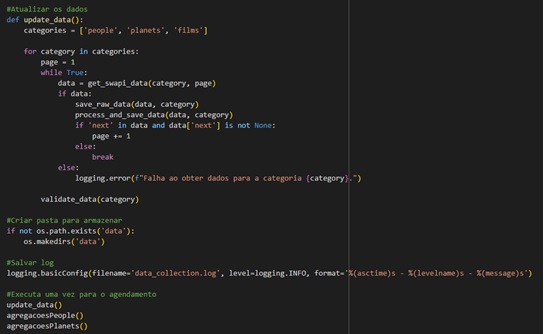 #Atualizar os dados
def update_data():
    categories = ['people', 'planets', 'films']

    for category in categories:
        page = 1
        while True:
            data = get_swapi_data(category, page)
            if data:
                save_raw_data(data, category)
                process_and_save_data(data, category)
                if 'next' in data and data['next'] is not None:
                    page += 1
                else:
                    break
            else:
                logging.error(f"Falha ao obter dados para a categoria {category}.")

        validate_data(category)

#Criar pasta para armazenar
if not os.path.exists('data'):
    os.makedirs('data')

#Salvar log
logging.basicConfig(filename='data_collection.log', level=logging.INFO, format='%(asctime)s - %(levelname)s - %(message)s')

#Executa uma vez para o agendamento
update_data()
agregacoesPeople()
agregacoesPlanets()